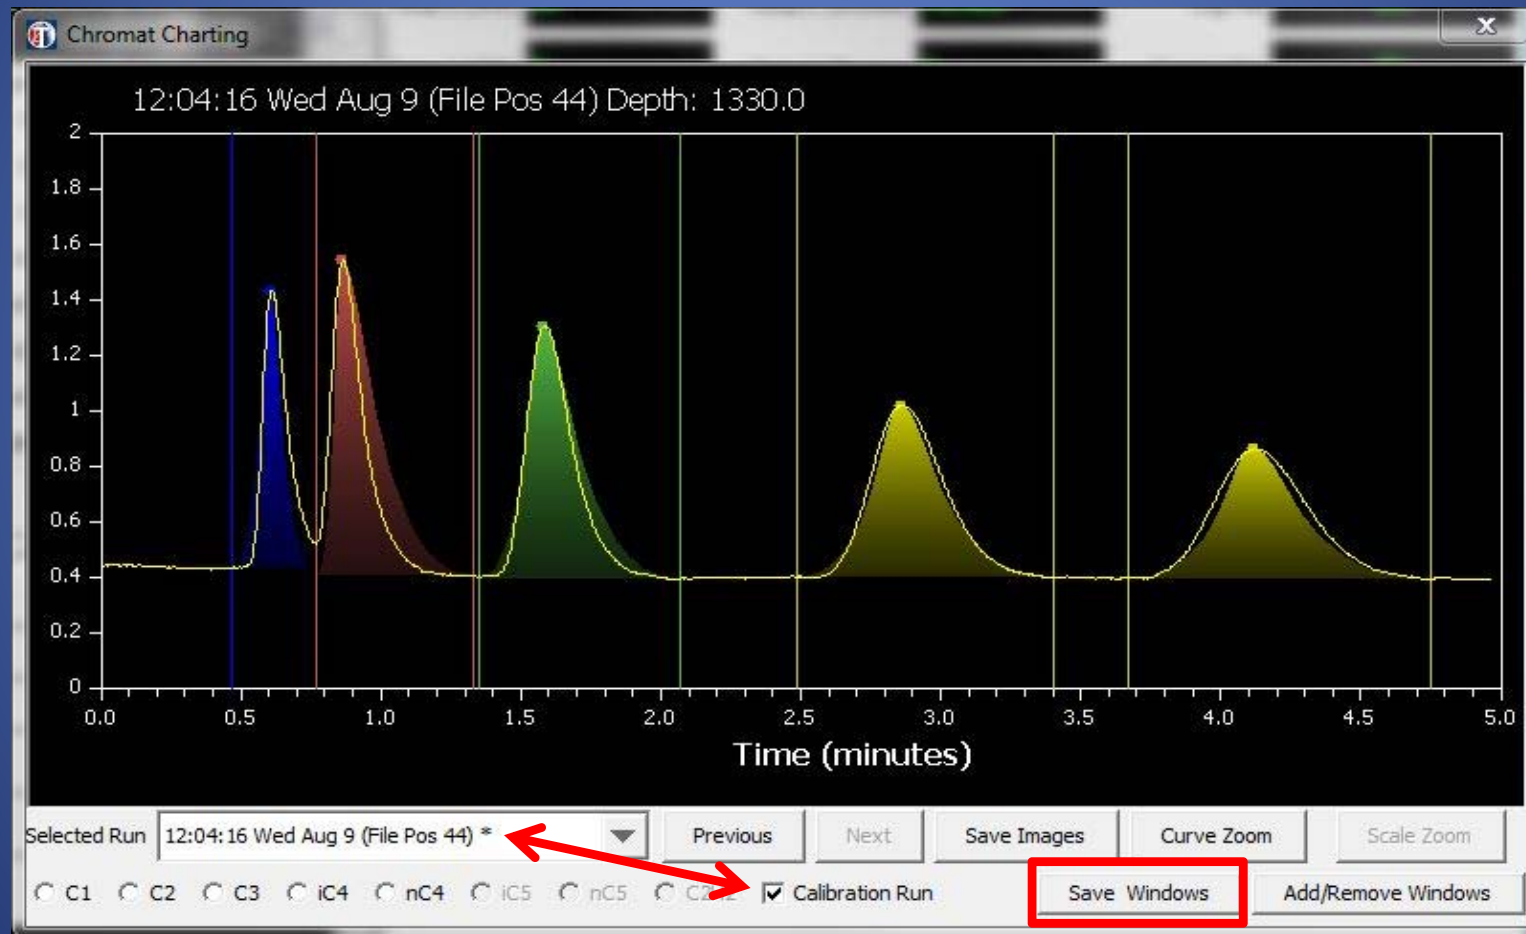 Chromat Charting
X
12:04:16 Wed Aug 9 (File Pos 44) Depth: 1330.0
2
1.8
1.6
1.4
1.2
1
0.8
0.6
0.4
0.2
0
0.0 0.5 1.0 1.5 2.0 2.5 3.0 3.5 4.0 4.5 5.0
Time (minutes)
Selected Run 12:04:16 Wed Aug 9 (File Pos 44) * Previous Next Save Images Curve Zoom Scale Zoom
C1 C2 C3 iC4 nC4 iC5 nC5 Calibration Run Save Windows Add/Remove Windows